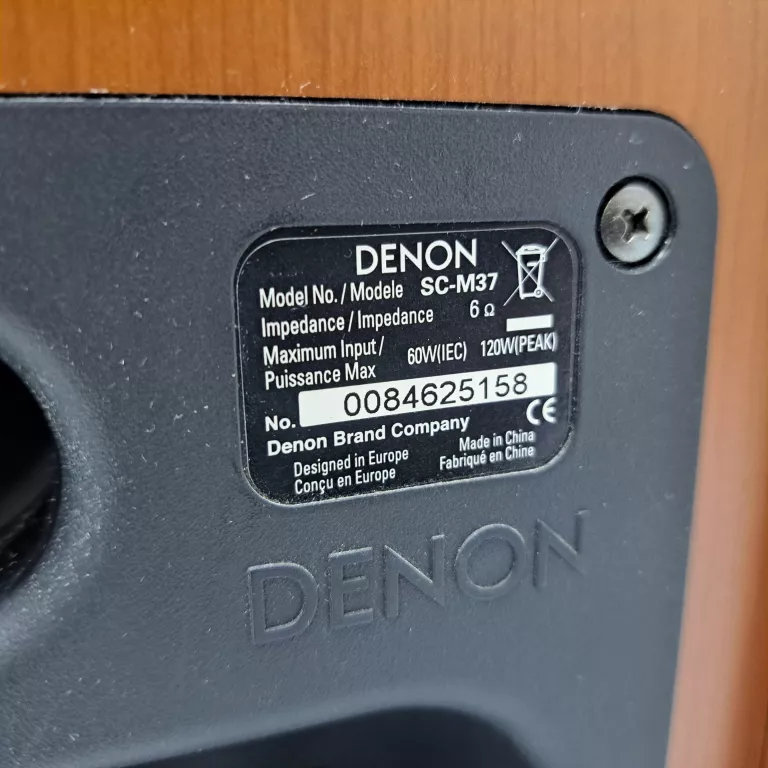 DENON
Model No./Modele SC-M37
Impedance/Impedance 6 Ω
Maximum Input/
Puissance Max 60W(IEC) 120W(PEAK)
No. 0084625158
Denon Brand Company
Designed in Europe Made in China
Conçu en Europe Fabriqué en Chine
CE
DENON